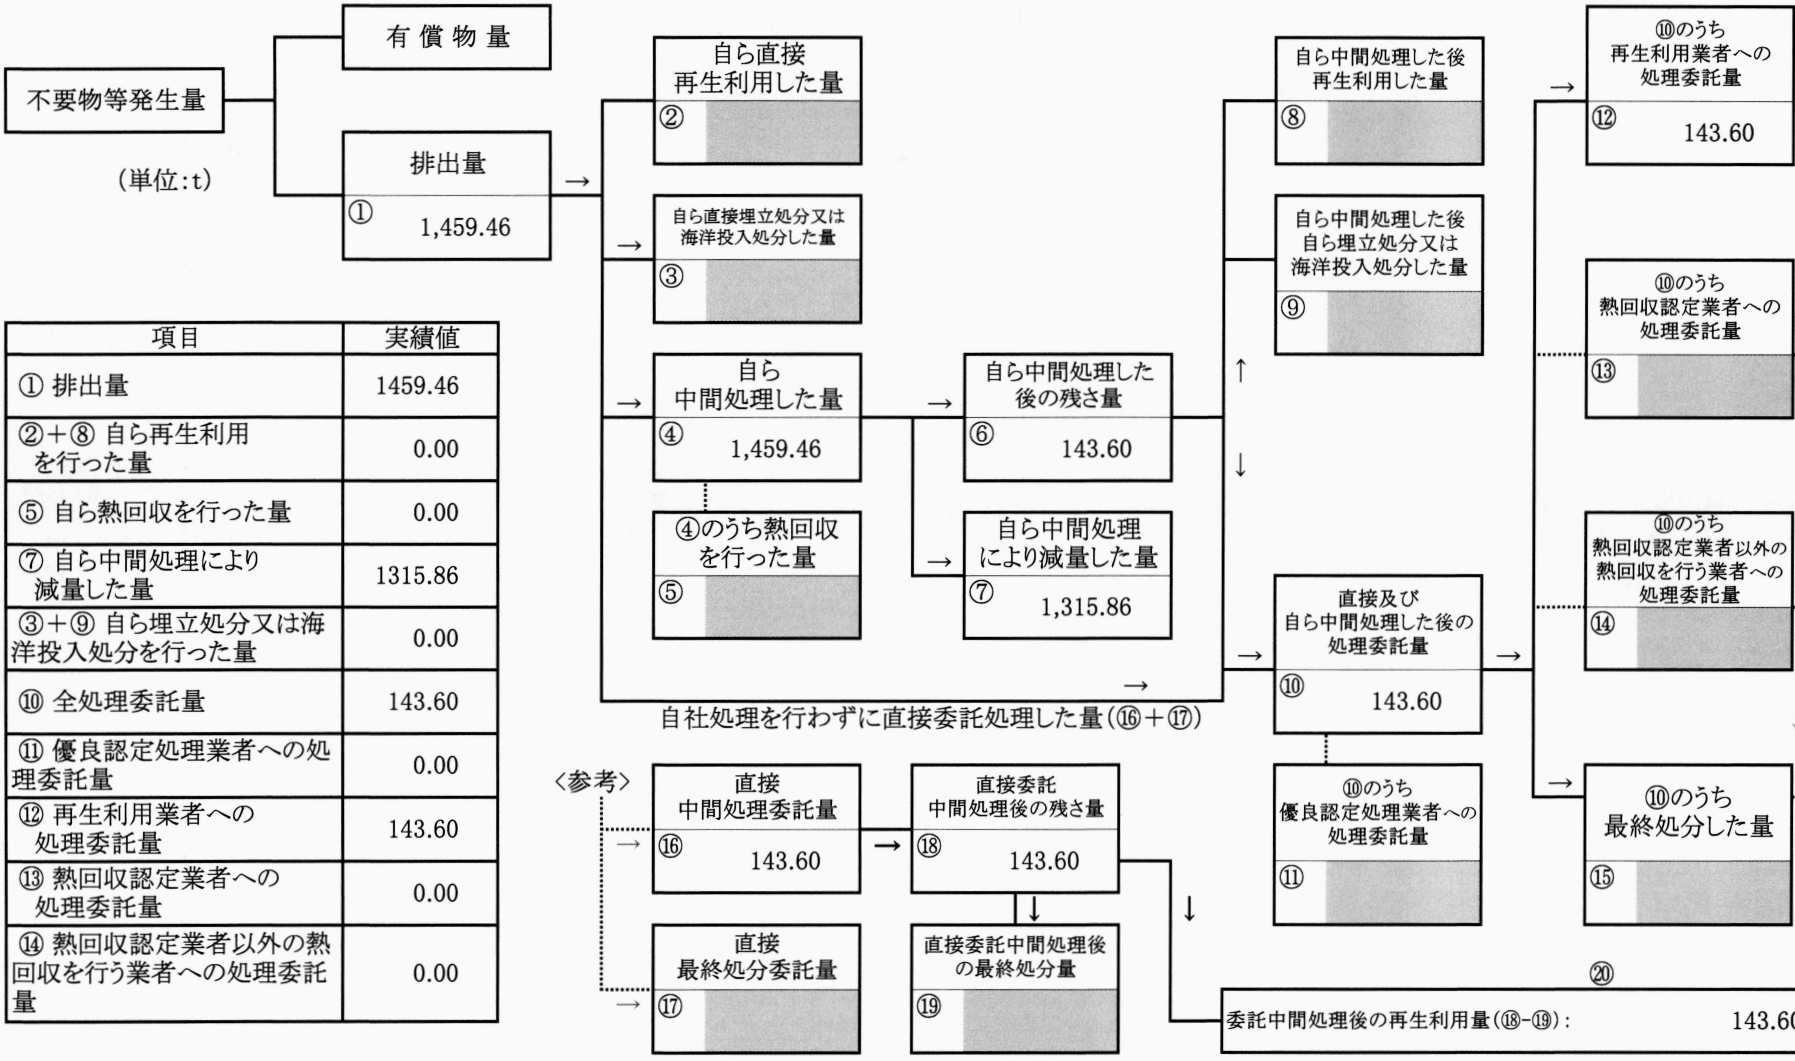 不要物等発生量
(単位:t)
有償物量
排出量
① 1,459.46
→
自ら直接
再生利用した量
②
→
自ら直接埋立処分又は
海洋投入処分した量
③
→
自ら
中間処理した量
④ 1,459.46
④のうち熱回収
を行った量
⑤
→
自ら中間処理した
後の残さ量
⑥ 143.60
→
自ら中間処理
により減量した量
⑦ 1,315.86
自ら中間処理した後
再生利用した量
⑧
自ら中間処理した後
自ら埋立処分又は
海洋投入処分した量
⑨
↑
↓
→
自社処理を行わずに直接委託処理した量(⑯+⑰)
→
直接及び
自ら中間処理した後の
処理委託量
⑩ 143.60
→
⑩のうち
優良認定処理業者への
処理委託量
⑪
→
⑩のうち
再生利用業者への
処理委託量
⑫ 143.60
⑩のうち
熱回収認定業者への
処理委託量
⑬
⑩のうち
熱回収認定業者以外の
熱回収を行う業者への
処理委託量
⑭
→
⑩のうち
最終処分した量
⑮
項目 実績値
① 排出量 1459.46
②+⑧ 自ら再生利用
を行った量 0.00
⑤ 自ら熱回収を行った量 0.00
⑦ 自ら中間処理により
減量した量 1315.86
③+⑨ 自ら埋立処分又は海
洋投入処分を行った量 0.00
⑩ 全処理委託量 143.60
⑪ 優良認定処理業者への処
理委託量 0.00
⑫ 再生利用業者への
処理委託量 143.60
⑬ 熱回収認定業者への
処理委託量 0.00
⑭ 熱回収認定業者以外の熱
回収を行う業者への処理委託
量 0.00
<参考>
→
直接
中間処理委託量
⑯ 143.60
→
直接
最終処分委託量
⑰
→
直接委託
中間処理後の残さ量
⑱ 143.60
↓
直接委託中間処理後
の最終処分量
⑲
↓
⑳
委託中間処理後の再生利用量(⑱-⑲): 143.60